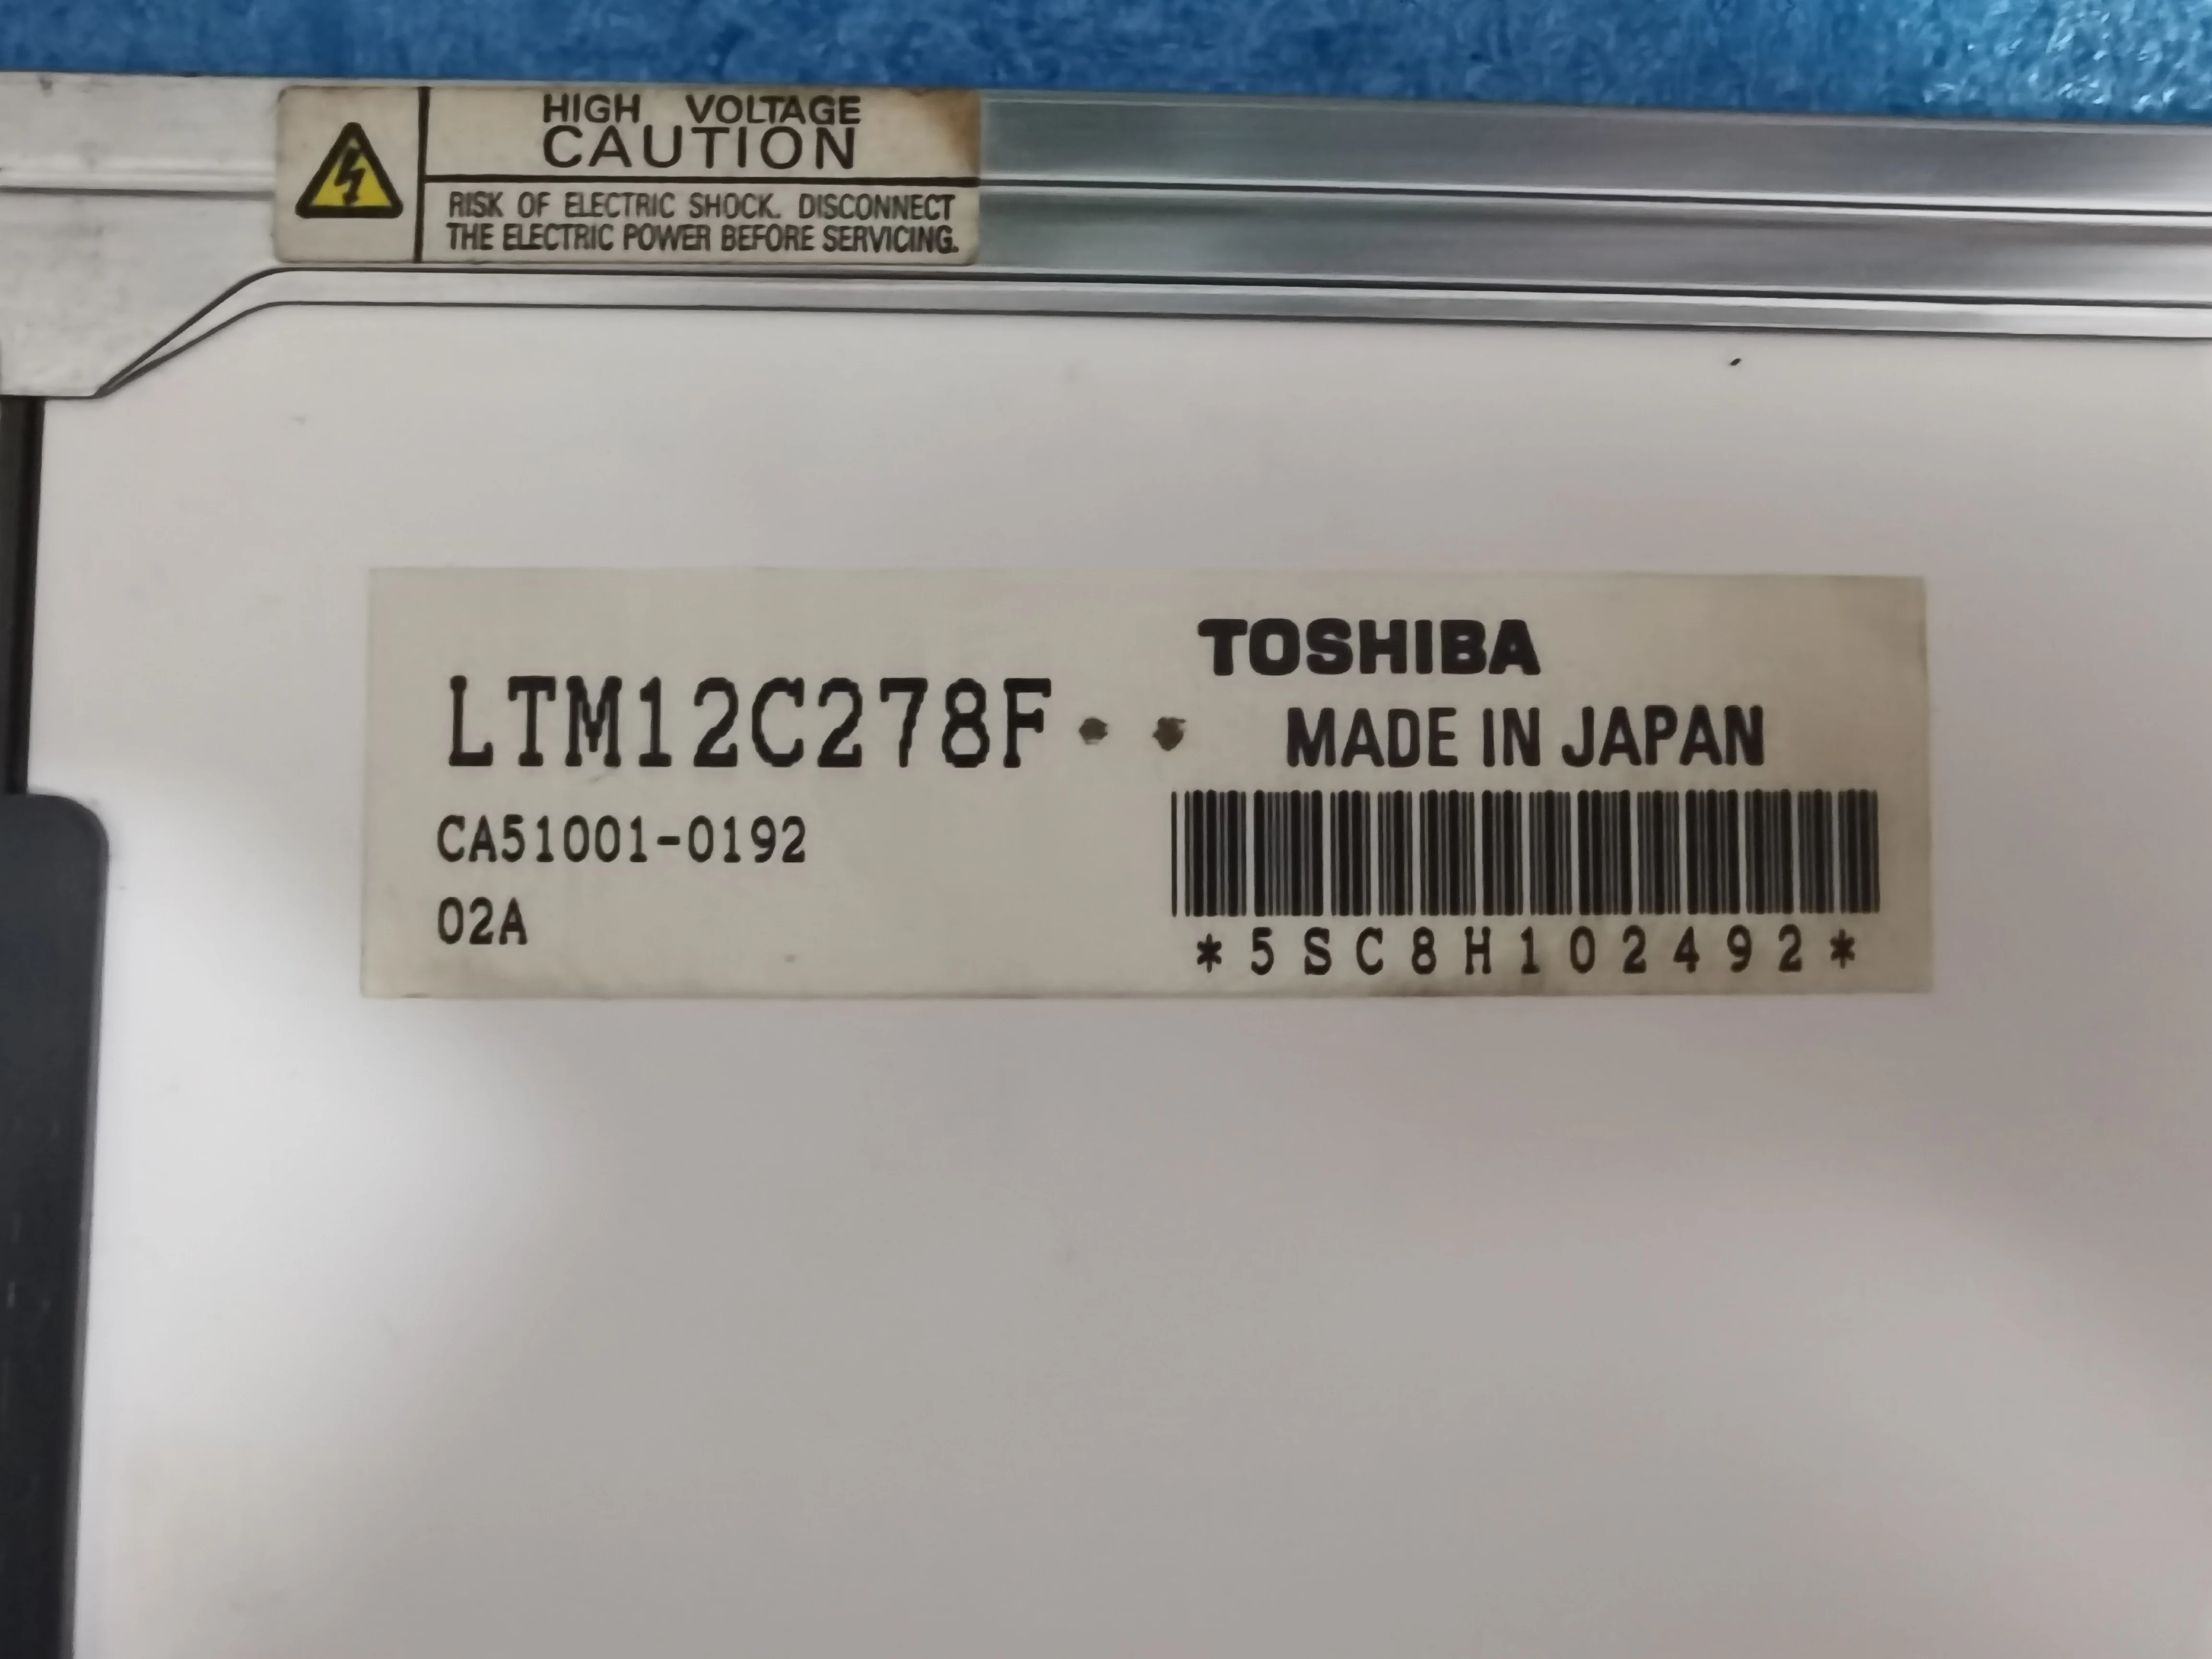 HIGH VOLTAGE
CAUTION
RISK OF ELECTRIC SHOCK. DISCONNECT
THE ELECTRIC POWER BEFORE SERVICING.
TOSHIBA
LTM12C278F
MADE IN JAPAN
CA51001-0192
02A
*5SC8H102492*